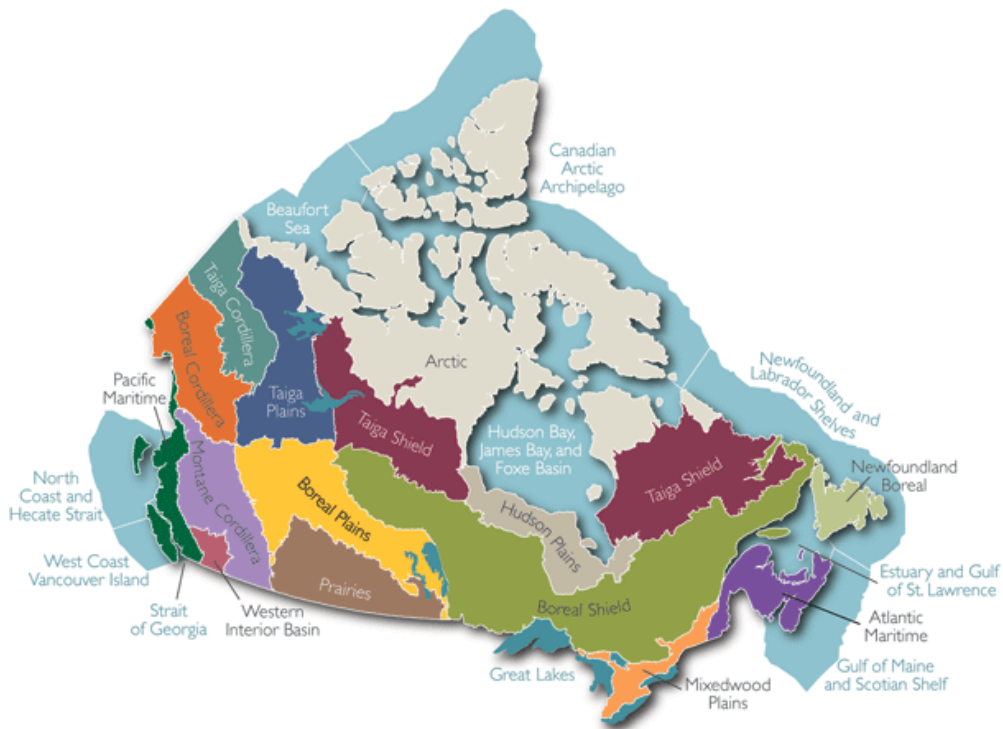 Canadian
Arctic
Archipelago
Beaufort
Sea
Taiga Cordillera
Boreal Cordillera
Taiga
Plains
Arctic
Newfoundland and
Labrador Shelves
Pacific
Maritime
Taiga Shield
Hudson Bay,
James Bay, and
Foxe Basin
Taiga Shield
Newfoundland
Boreal
North
Coast and
Hecate Strait
Montane Cordillera
Boreal Plains
Hudson Plains
West Coast
Vancouver Island
Prairies
Boreal Shield
Estuary and Gulf
of St. Lawrence
Strait
of Georgia
Western
Interior Basin
Atlantic
Maritime
Great Lakes
Mixedwood
Plains
Gulf of Maine
and Scotian Shelf